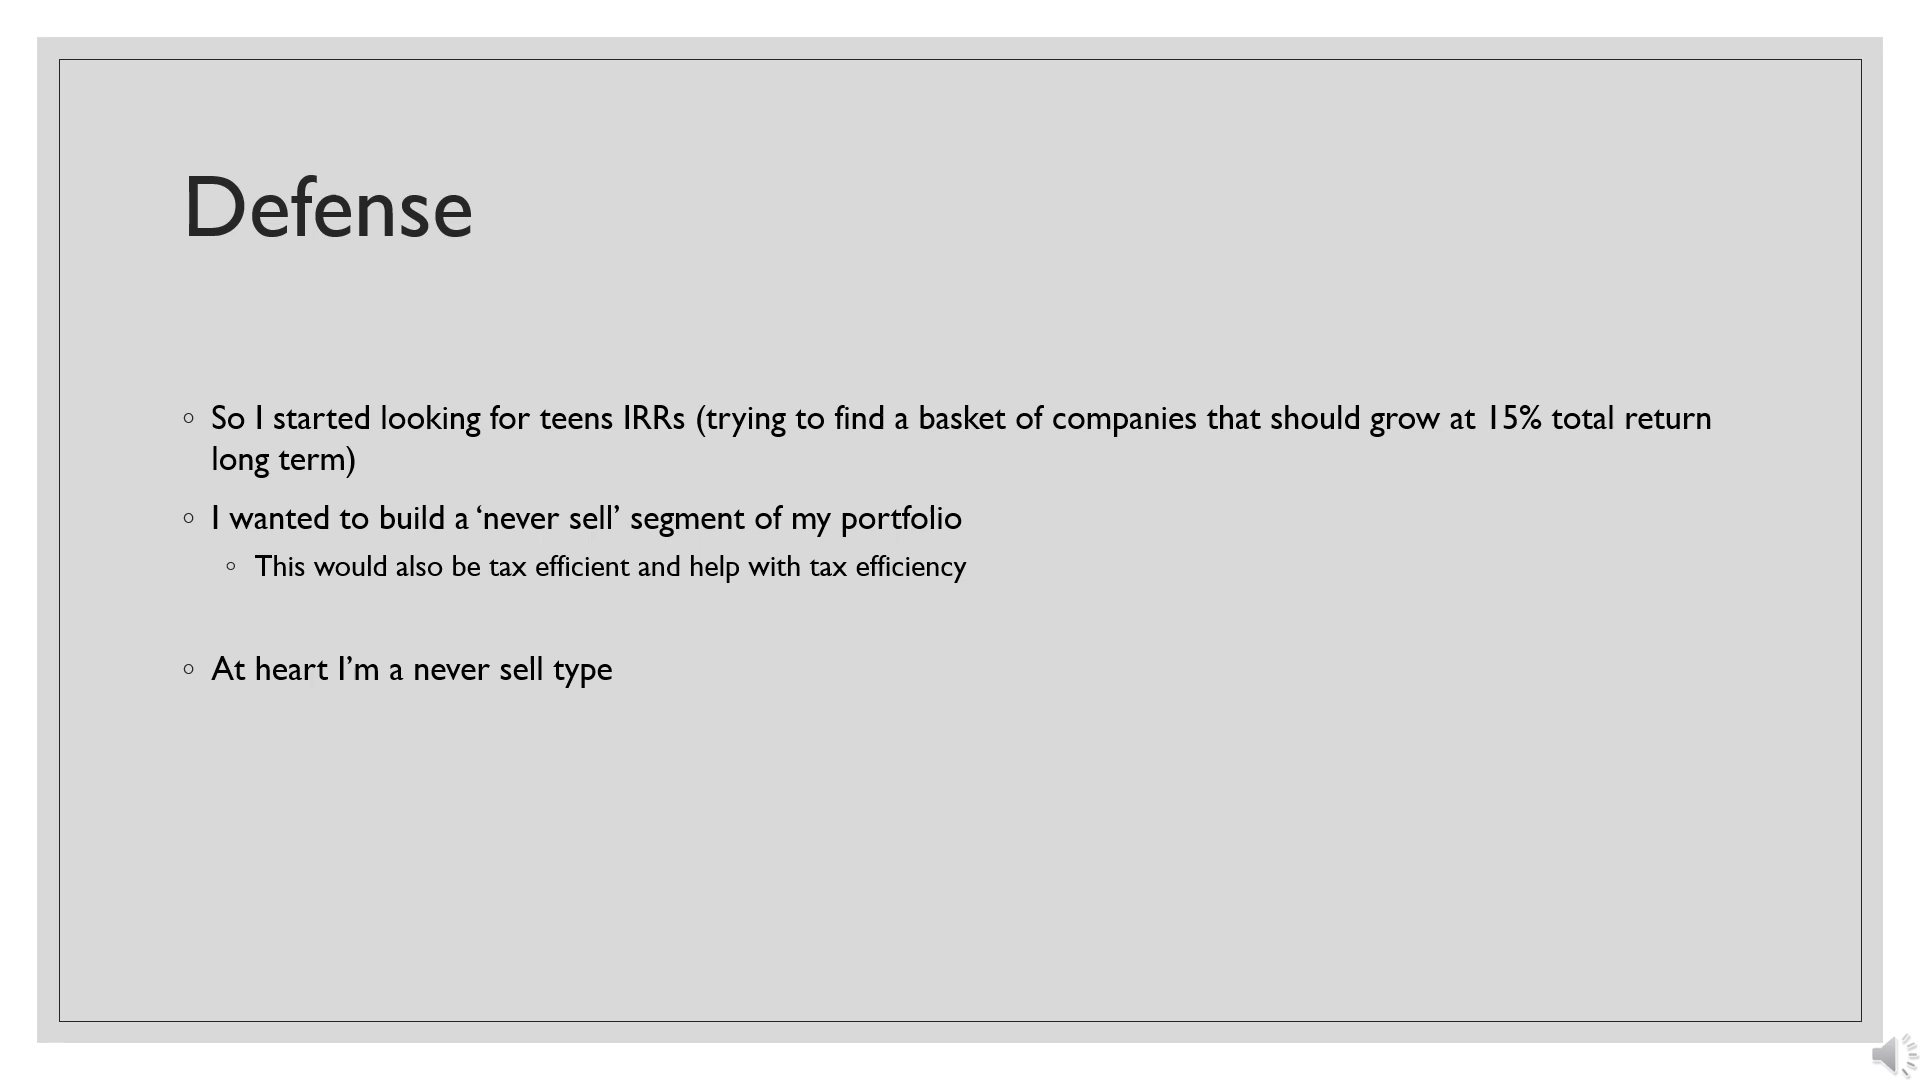 Defense
◦ So I started looking for teens IRRs (trying to find a basket of companies that should grow at 15% total return
long term)
◦ I wanted to build a ‘never sell’ segment of my portfolio
◦ This would also be tax efficient and help with tax efficiency
◦ At heart I’m a never sell type